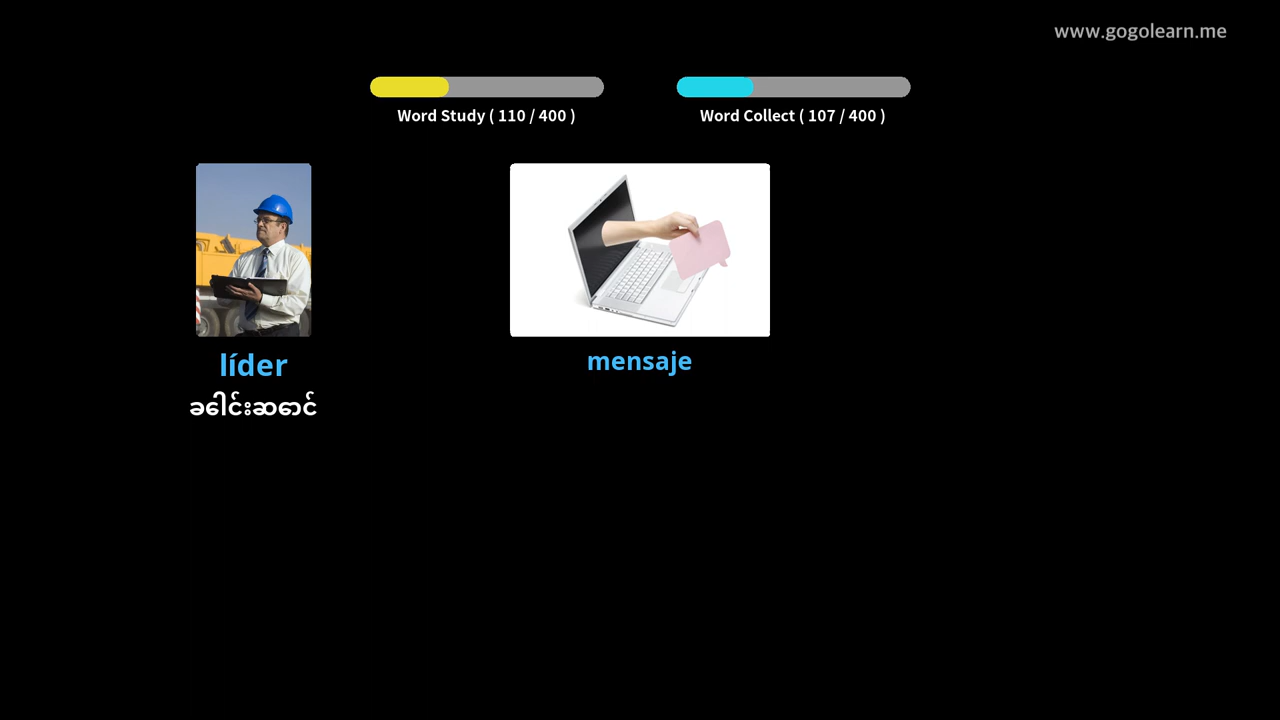 www.gogolearn.me
Word Study ( 110 / 400 )
Word Collect ( 107 / 400 )
líder
ခေါင်းဆောင်
mensaje